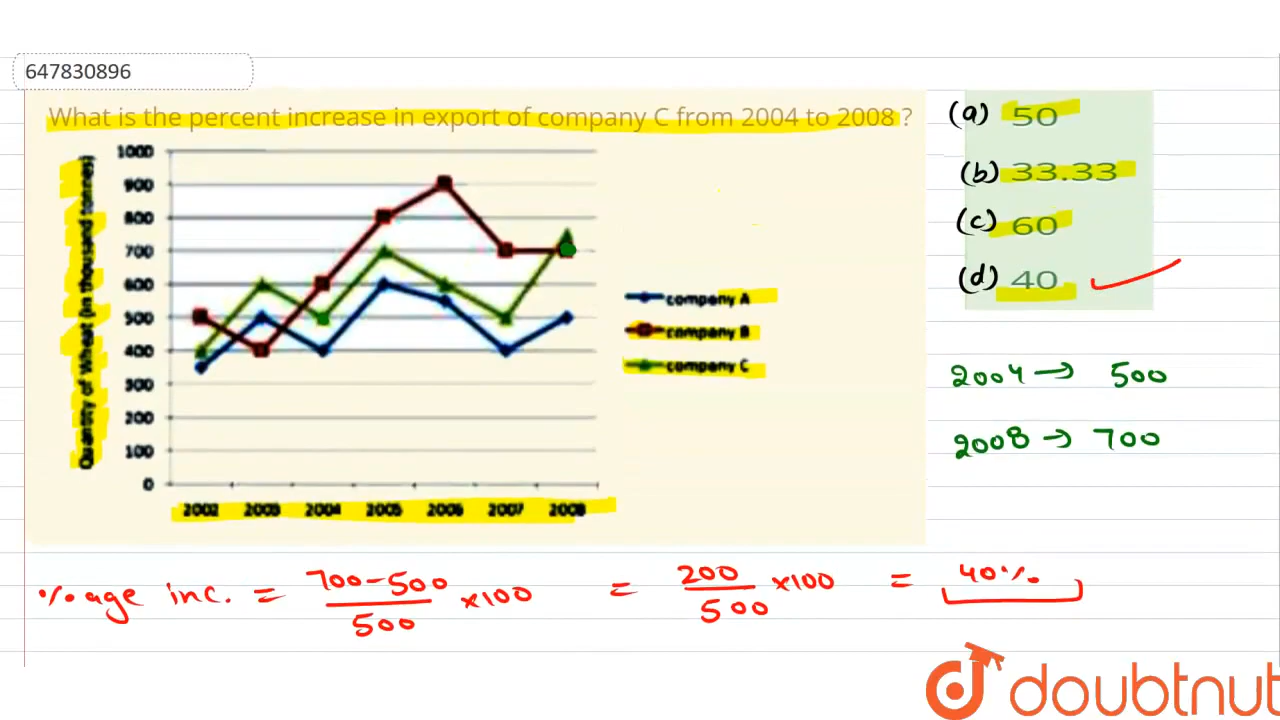 647830896
What is the percent increase in export of company C from 2004 to 2008 ?
(a) 50
(b) 33.33
(c) 60
(d) 40
Quantity of Wheat (in thousand tonnes)
1000
900
800
700
600
500
400
300
200
100
0
2002 2003 2004 2005 2006 2007 2008
company A
company B
company C
2004 → 500
2008 → 700
%age inc. = 700-500/500 ×100 = 200/500 ×100 = 40%
doubtnut